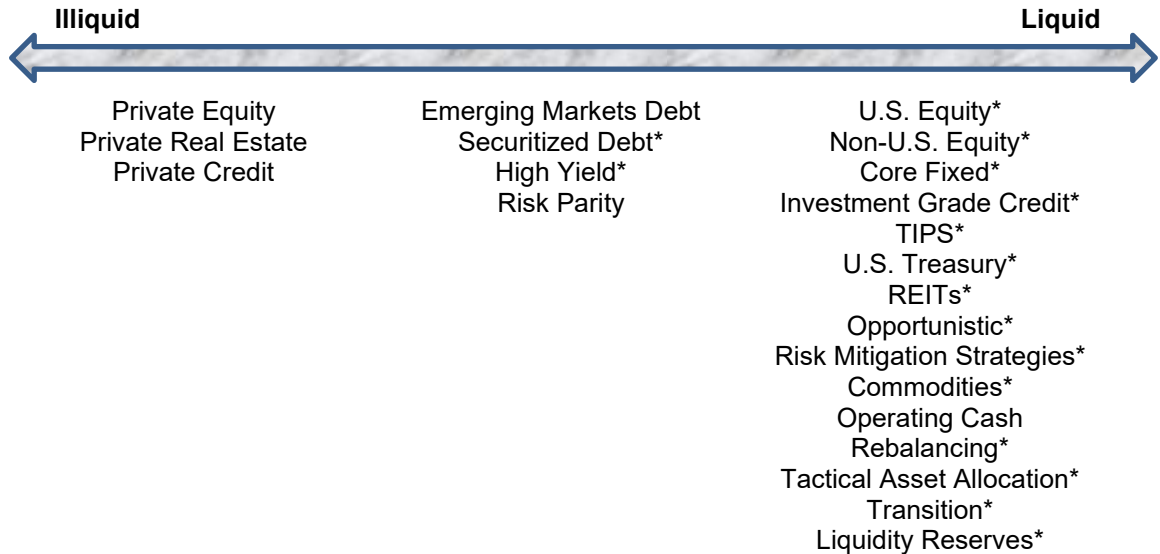 Illiquid
Liquid
Private Equity
Private Real Estate
Private Credit
Emerging Markets Debt
Securitized Debt*
High Yield*
Risk Parity
U.S. Equity*
Non-U.S. Equity*
Core Fixed*
Investment Grade Credit*
TIPS*
U.S. Treasury*
REITs*
Opportunistic*
Risk Mitigation Strategies*
Commodities*
Operating Cash
Rebalancing*
Tactical Asset Allocation*
Transition*
Liquidity Reserves*